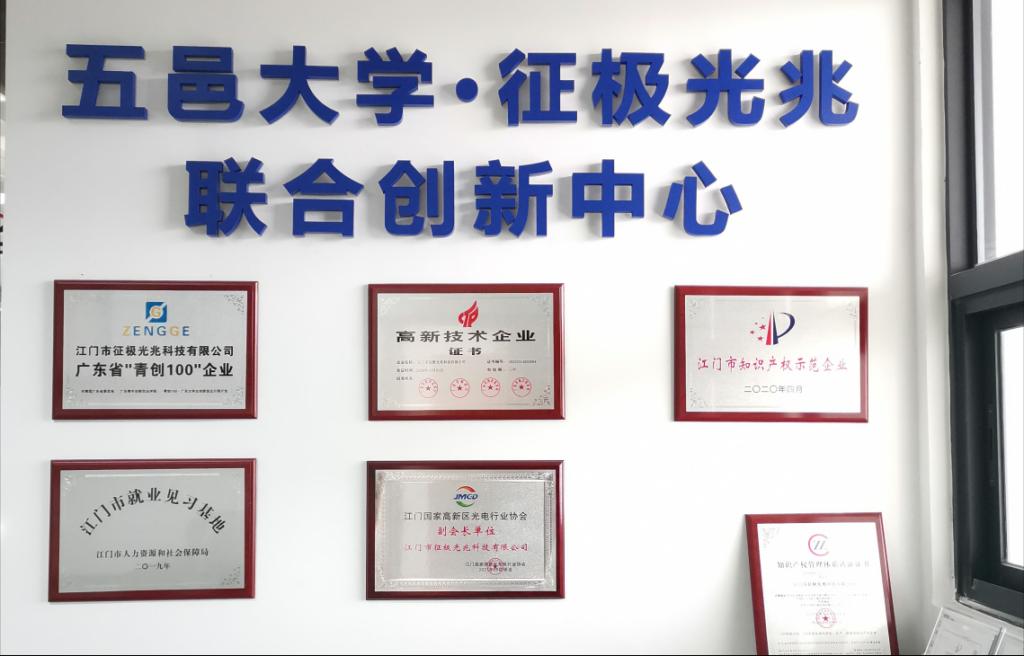 五邑大学·征极光兆
联合创新中心
ZENGGE
江门市征极光兆科技有限公司
广东省"青创100"企业
高新技术企业
证书
江门市知识产权示范企业
二〇二〇年四月
江门市就业见习基地
江门市人力资源和社会保障局
二〇一九年
JMCD
江门国家高新区光电行业协会
副会长单位
江门市征极光兆科技有限公司
知识产权管理体系认证证书